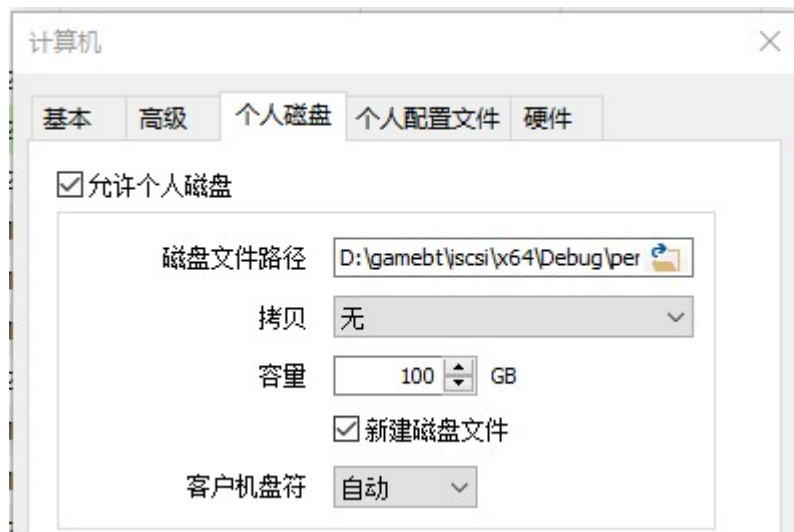 计算机
基本 高级 个人磁盘 个人配置文件 硬件
允许个人磁盘
磁盘文件路径 D:\gamebt\iscsi\x64\Debug\per
拷贝 无
容量 100 GB
新建磁盘文件
客户机盘符 自动